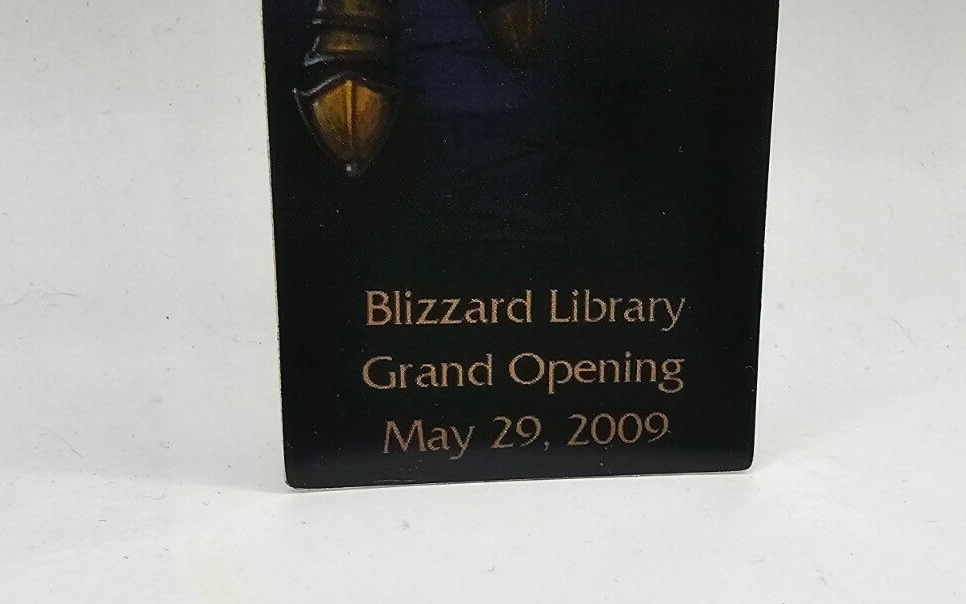 Blizzard Library
Grand Opening
May 29, 2009